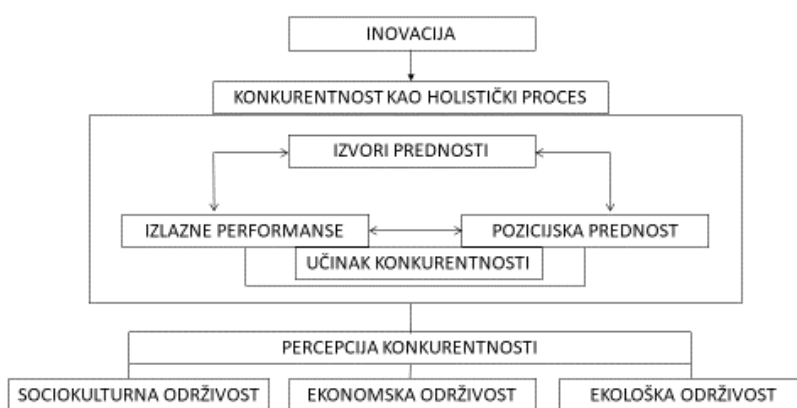 INOVACIJA
KONKURENTNOST KAO HOLISTIČKI PROCES
IZVORI PREDNOSTI
IZLAZNE PERFORMANSE
POZICIJSKA PREDNOST
UČINAK KONKURENTNOSTI
PERCEPCIJA KONKURENTNOSTI
SOCIOKULTURNA ODRŽIVOST
EKONOMSKA ODRŽIVOST
EKOLOŠKA ODRŽIVOST